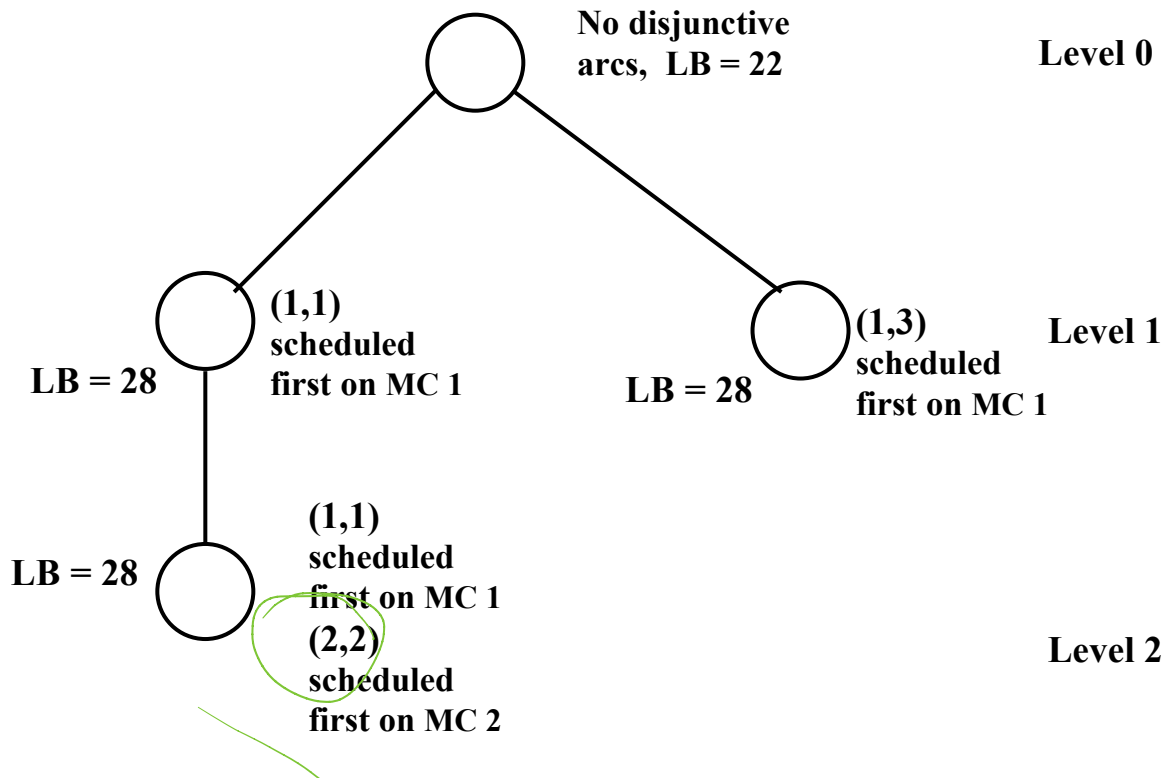 No disjunctive
arcs, LB = 22
Level 0
(1,1)
scheduled
first on MC 1
LB = 28
(1,3)
scheduled
first on MC 1
LB = 28
Level 1
(1,1)
scheduled
first on MC 1
LB = 28
(2,2)
scheduled
first on MC 2
Level 2